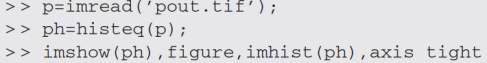 >> p=imread('pout.tif');
>> ph=histeq(p);
>> imshow(ph),figure,imhist(ph),axis tight